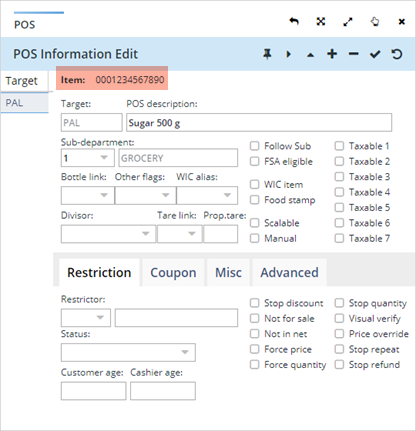 POS
POS Information Edit
Target
Item: 0001234567890
PAL
Target: POS description:
PAL Sugar 500 g
Sub-department:
1 GROCERY
Bottle link: Other flags: WIC alias:
Divisor: Tare link: Prop.tare:
Follow Sub
FSA eligible
WIC item
Food stamp
Scalable
Manual
Taxable 1
Taxable 2
Taxable 3
Taxable 4
Taxable 5
Taxable 6
Taxable 7
Restriction Coupon Misc Advanced
Restrictor:
Status:
Customer age: Cashier age:
Stop discount
Not for sale
Not in net
Force price
Force quantity
Stop quantity
Visual verify
Price override
Stop repeat
Stop refund